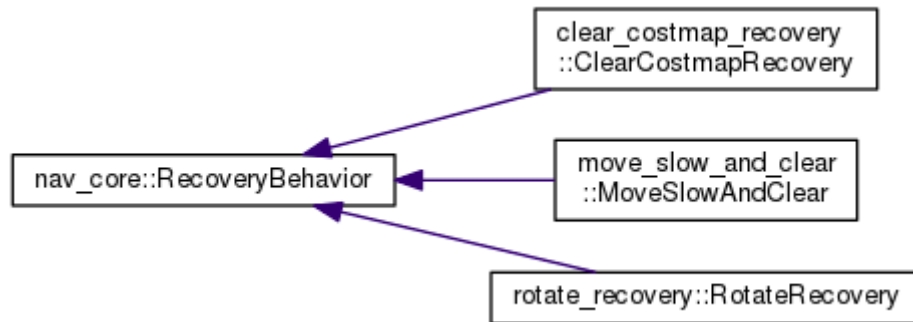 clear_costmap_recovery
::ClearCostmapRecovery
nav_core::RecoveryBehavior
move_slow_and_clear
::MoveSlowAndClear
rotate_recovery::RotateRecovery